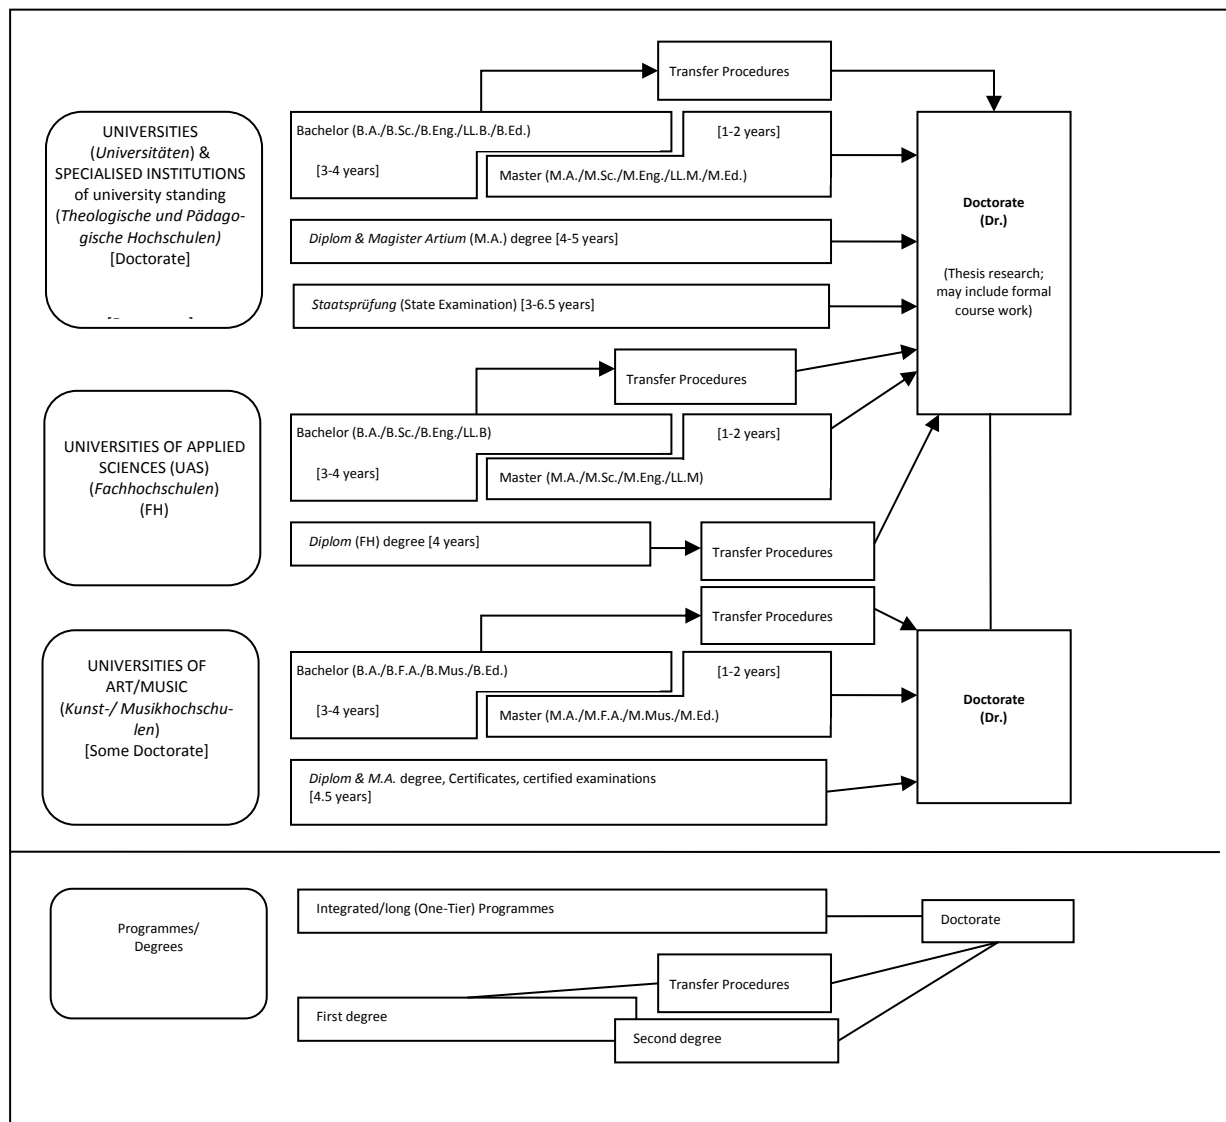 Transfer Procedures
UNIVERSITIES
(Universitäten) &
SPECIALISED INSTITUTIONS
of university standing
(Theologische und Pädago-
gische Hochschulen)
[Doctorate]
Bachelor (B.A./B.Sc./B.Eng./LL.B./B.Ed.)
[3-4 years]
[1-2 years]
Master (M.A./M.Sc./M.Eng./LL.M./M.Ed.)
Diplom & Magister Artium (M.A.) degree [4-5 years]
Staatsprüfung (State Examination) [3-6.5 years]
Doctorate
(Dr.)
(Thesis research;
may include formal
course work)
Transfer Procedures
UNIVERSITIES OF APPLIED
SCIENCES (UAS)
(Fachhochschulen)
(FH)
Bachelor (B.A./B.Sc./B.Eng./LL.B)
[3-4 years]
[1-2 years]
Master (M.A./M.Sc./M.Eng./LL.M)
Diplom (FH) degree [4 years]
Transfer Procedures
Transfer Procedures
UNIVERSITIES OF
ART/MUSIC
(Kunst-/ Musikhochschu-
len)
[Some Doctorate]
Bachelor (B.A./B.F.A./B.Mus./B.Ed.)
[3-4 years]
[1-2 years]
Master (M.A./M.F.A./M.Mus./M.Ed.)
Diplom & M.A. degree, Certificates, certified examinations
[4.5 years]
Doctorate
(Dr.)
Programmes/
Degrees
Integrated/long (One-Tier) Programmes
Doctorate
Transfer Procedures
First degree
Second degree